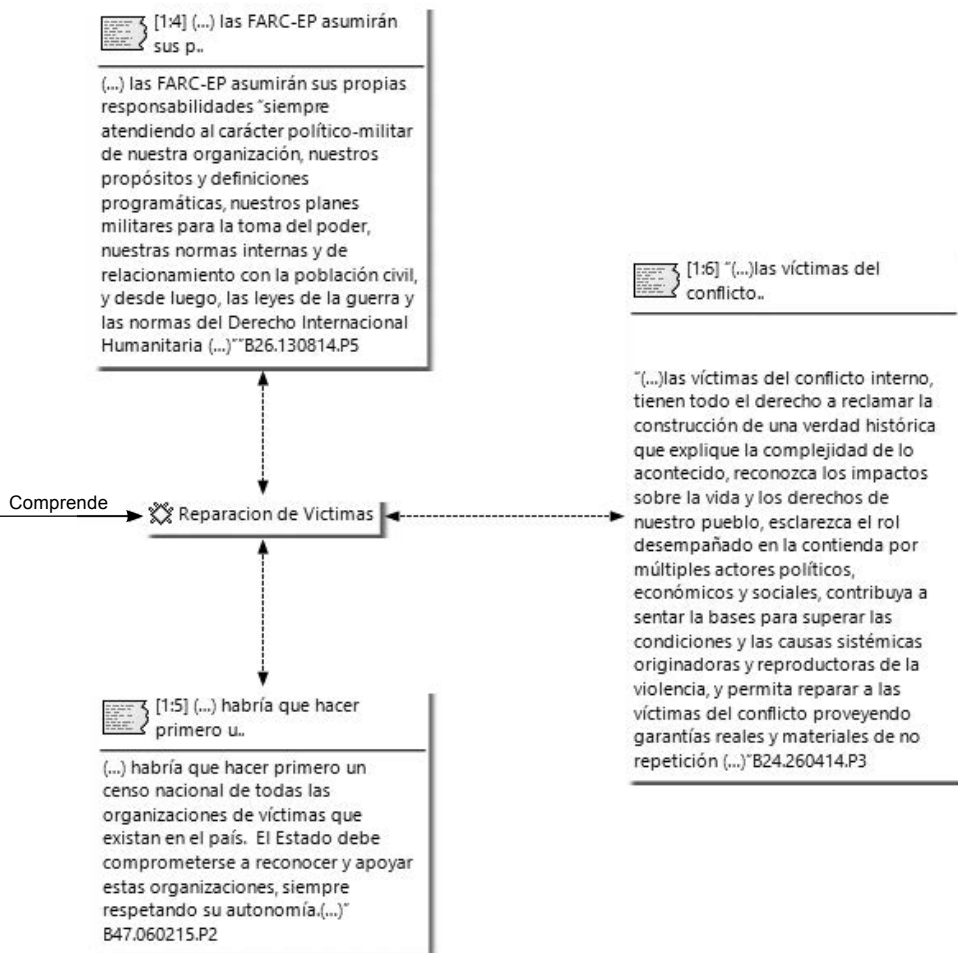 [1:4] (...) las FARC-EP asumirán
sus p..
(...) las FARC-EP asumirán sus propias
responsabilidades "siempre
atendiendo al carácter político-militar
de nuestra organización, nuestros
propósitos y definiciones
programáticas, nuestros planes
militares para la toma del poder,
nuestras normas internas y de
relacionamiento con la población civil,
y desde luego, las leyes de la guerra y
las normas del Derecho Internacional
Humanitaria (...)""B26.130814.P5
Comprende
Reparacion de Victimas
[1:6] "(...)las víctimas del
conflicto..
"(...)las víctimas del conflicto interno,
tienen todo el derecho a reclamar la
construcción de una verdad histórica
que explique la complejidad de lo
acontecido, reconozca los impactos
sobre la vida y los derechos de
nuestro pueblo, esclarezca el rol
desempañado en la contienda por
múltiples actores políticos,
económicos y sociales, contribuya a
sentar la bases para superar las
condiciones y las causas sistémicas
originadoras y reproductoras de la
violencia, y permita reparar a las
víctimas del conflicto proveyendo
garantías reales y materiales de no
repetición (...)"B24.260414.P3
[1:5] (...) habría que hacer
primero u..
(...) habría que hacer primero un
censo nacional de todas las
organizaciones de víctimas que
existan en el país.  El Estado debe
comprometerse a reconocer y apoyar
estas organizaciones, siempre
respetando su autonomía.(...)"
B47.060215.P2